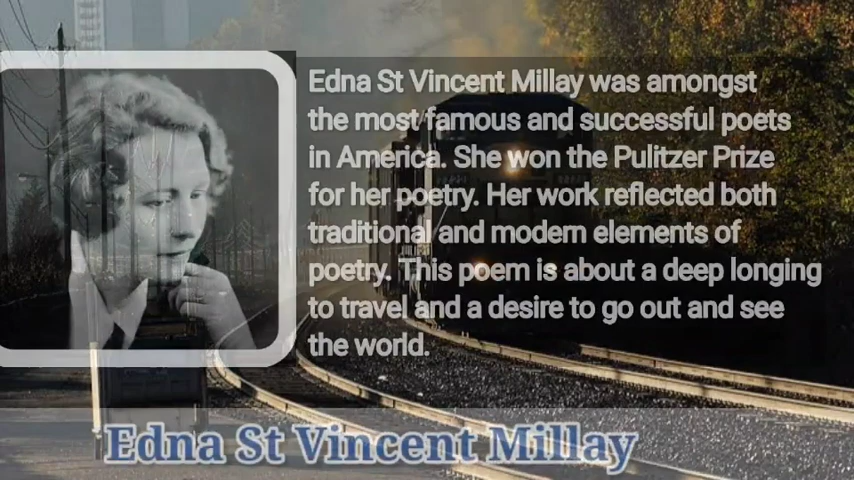 Edna St Vincent Millay was amongst
the most famous and successful poets
in America. She won the Pulitzer Prize
for her poetry. Her work reflected both
traditional and modern elements of
poetry. This poem is about a deep longing
to travel and a desire to go out and see
the world.
Edna St Vincent Millay